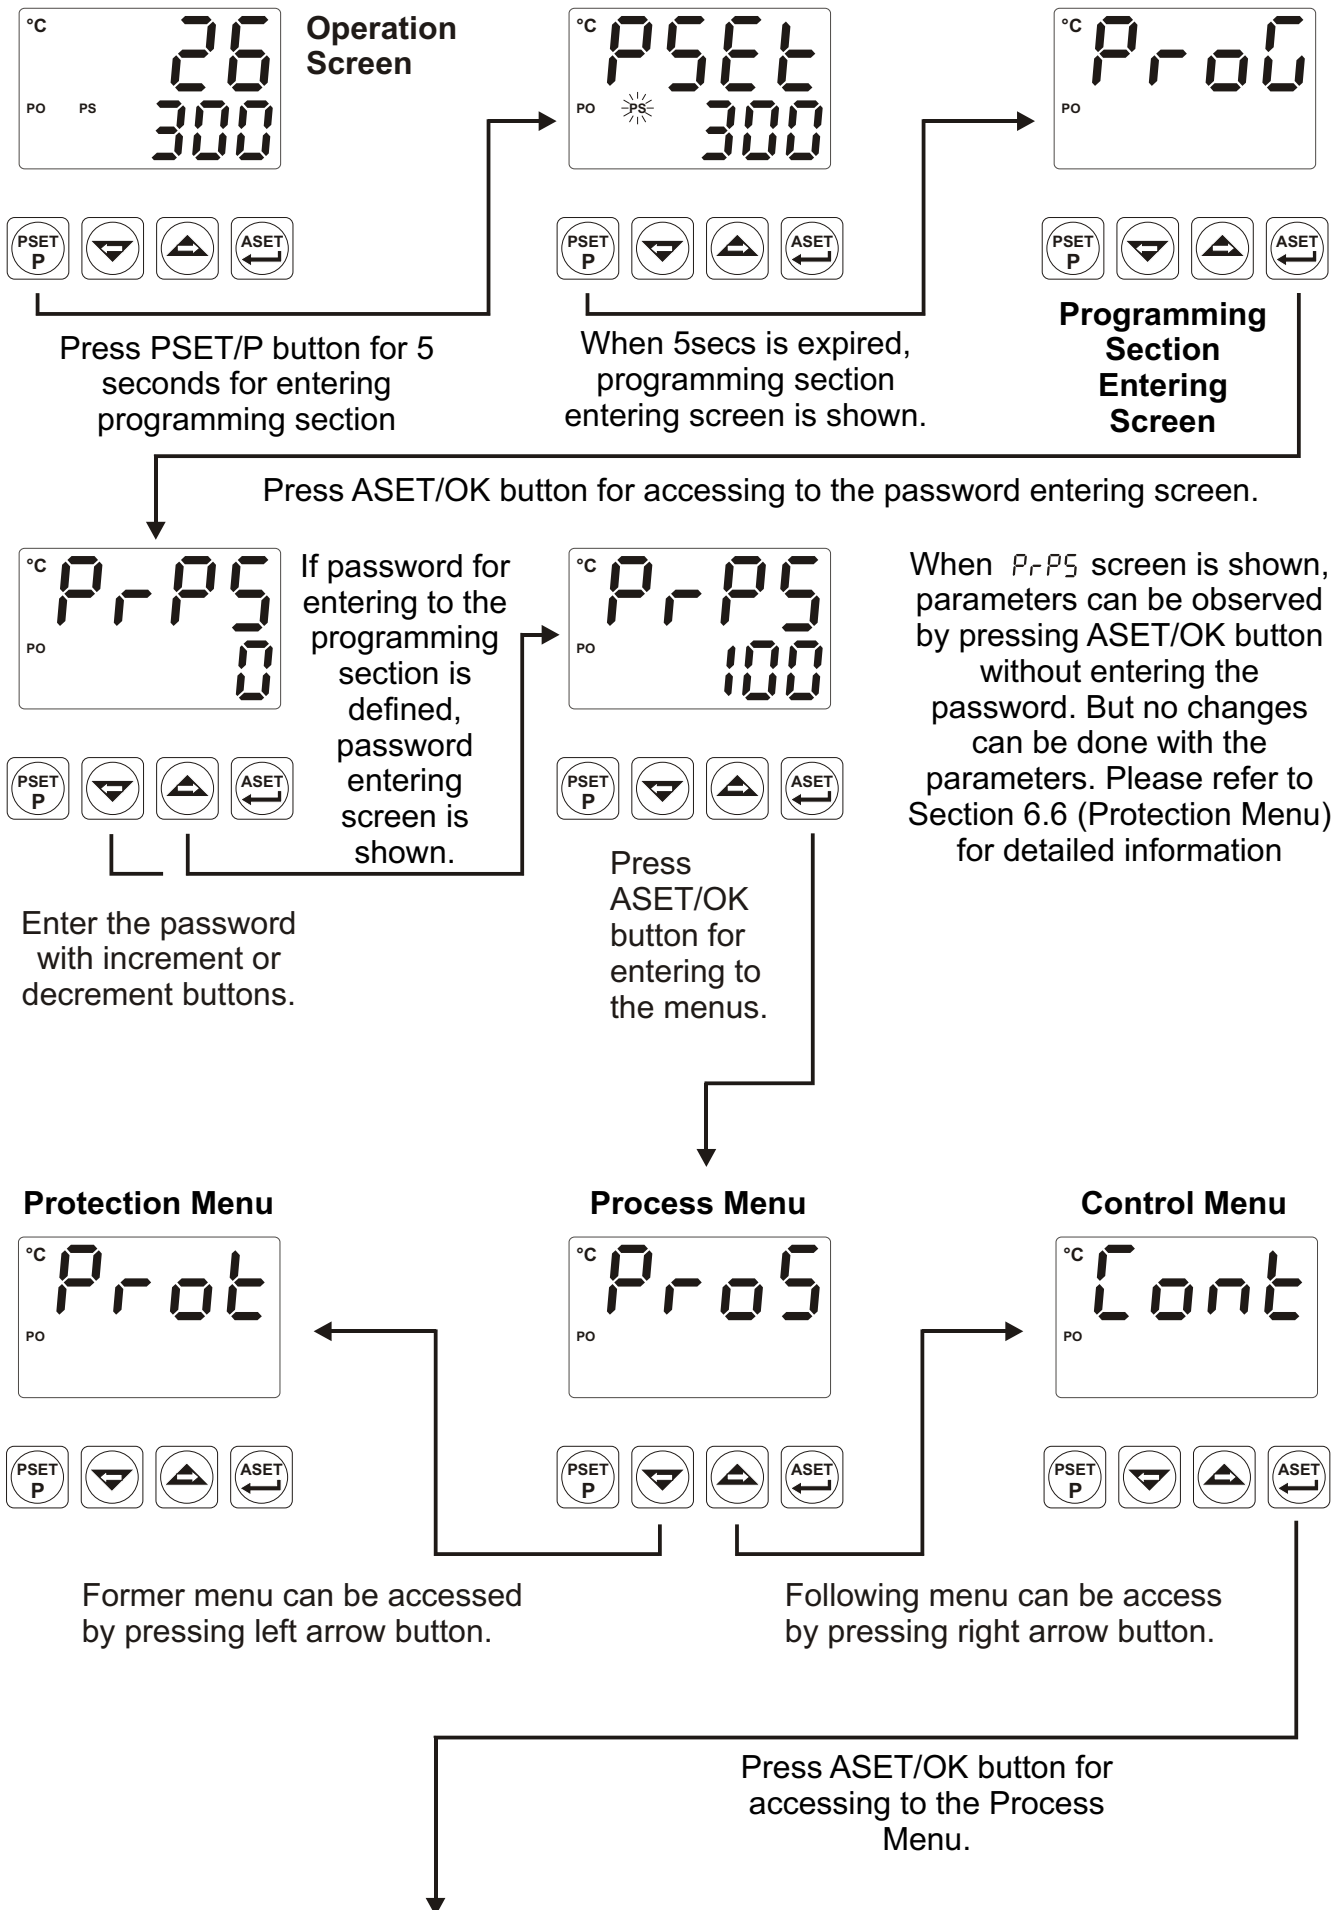 °C
26
PO PS
300
Operation
Screen
°C
PSEt
PO PS
300
°C
ProG
PO
PSET
P
ASET
PSET
P
ASET
PSET
P
ASET
Press PSET/P button for 5
seconds for entering
programming section
When 5secs is expired,
programming section
entering screen is shown.
Programming
Section
Entering
Screen
Press ASET/OK button for accessing to the password entering screen.
°C
PrPS
PO
0
If password for
entering to the
programming
section is
defined,
password
entering
screen is
shown.
°C
PrPS
PO
100
When PrPS screen is shown,
parameters can be observed
by pressing ASET/OK button
without entering the
password. But no changes
can be done with the
parameters. Please refer to
Section 6.6 (Protection Menu)
for detailed information
PSET
P
ASET
PSET
P
ASET
Enter the password
with increment or
decrement buttons.
Press
ASET/OK
button for
entering to
the menus.
Protection Menu
°C
Prot
PO
Process Menu
°C
ProS
PO
Control Menu
°C
Cont
PO
PSET
P
ASET
PSET
P
ASET
PSET
P
ASET
Former menu can be accessed
by pressing left arrow button.
Following menu can be access
by pressing right arrow button.
Press ASET/OK button for
accessing to the Process
Menu.